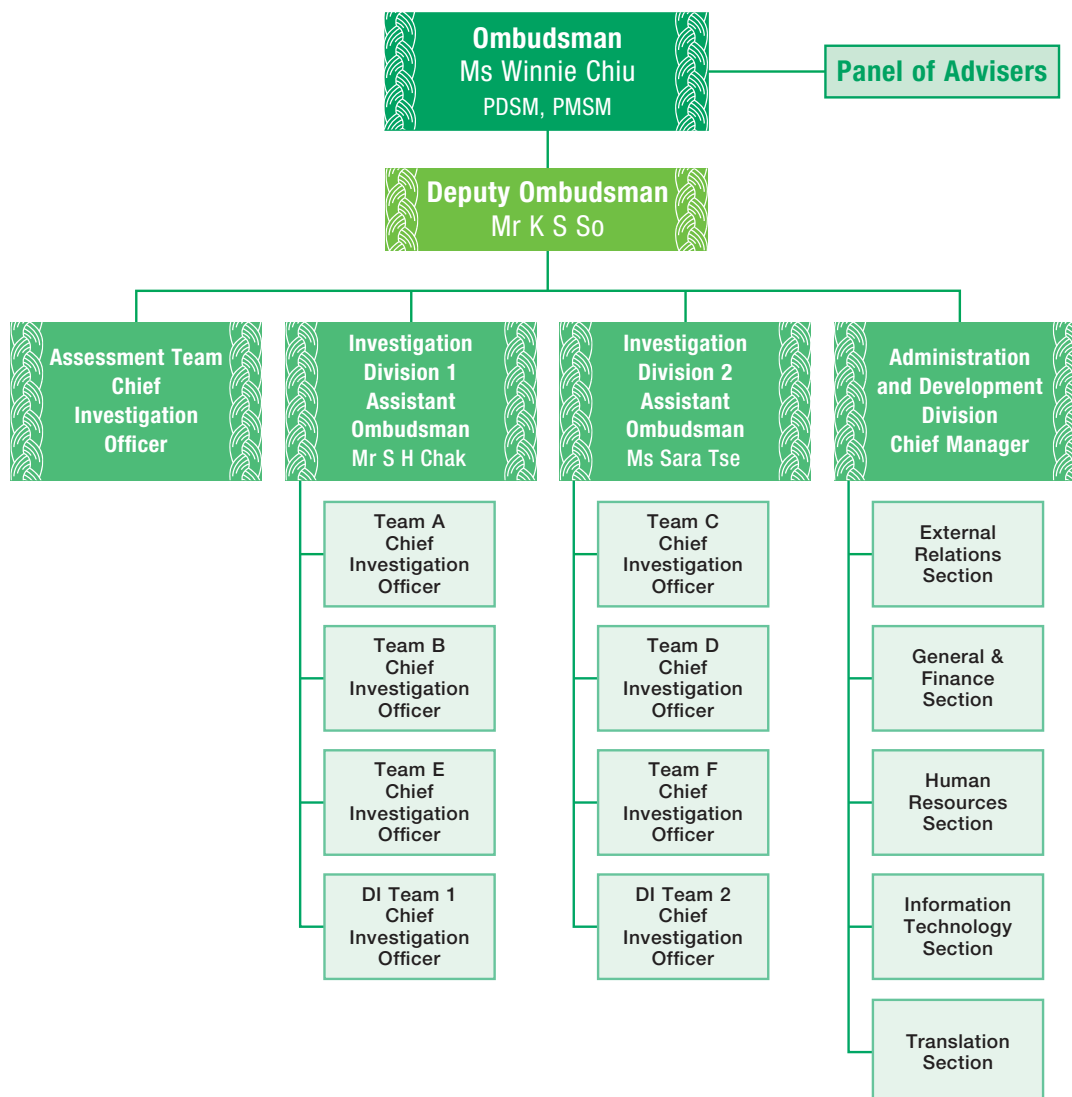 Ombudsman
Ms Winnie Chiu
PDSM, PMSM
Panel of Advisers
Deputy Ombudsman
Mr K S So
Assessment Team
Chief
Investigation
Officer
Investigation
Division 1
Assistant
Ombudsman
Mr S H Chak
Investigation
Division 2
Assistant
Ombudsman
Ms Sara Tse
Administration
and Development
Division
Chief Manager
Team A
Chief
Investigation
Officer
Team B
Chief
Investigation
Officer
Team E
Chief
Investigation
Officer
DI Team 1
Chief
Investigation
Officer
Team C
Chief
Investigation
Officer
Team D
Chief
Investigation
Officer
Team F
Chief
Investigation
Officer
DI Team 2
Chief
Investigation
Officer
External
Relations
Section
General &
Finance
Section
Human
Resources
Section
Information
Technology
Section
Translation
Section